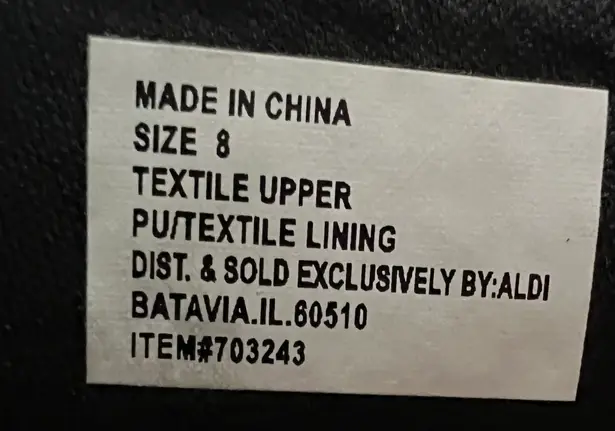 MADE IN CHINA
SIZE 8
TEXTILE UPPER
PU/TEXTILE LINING
DIST. & SOLD EXCLUSIVELY BY:ALDI
BATAVIA.IL.60510
ITEM#703243